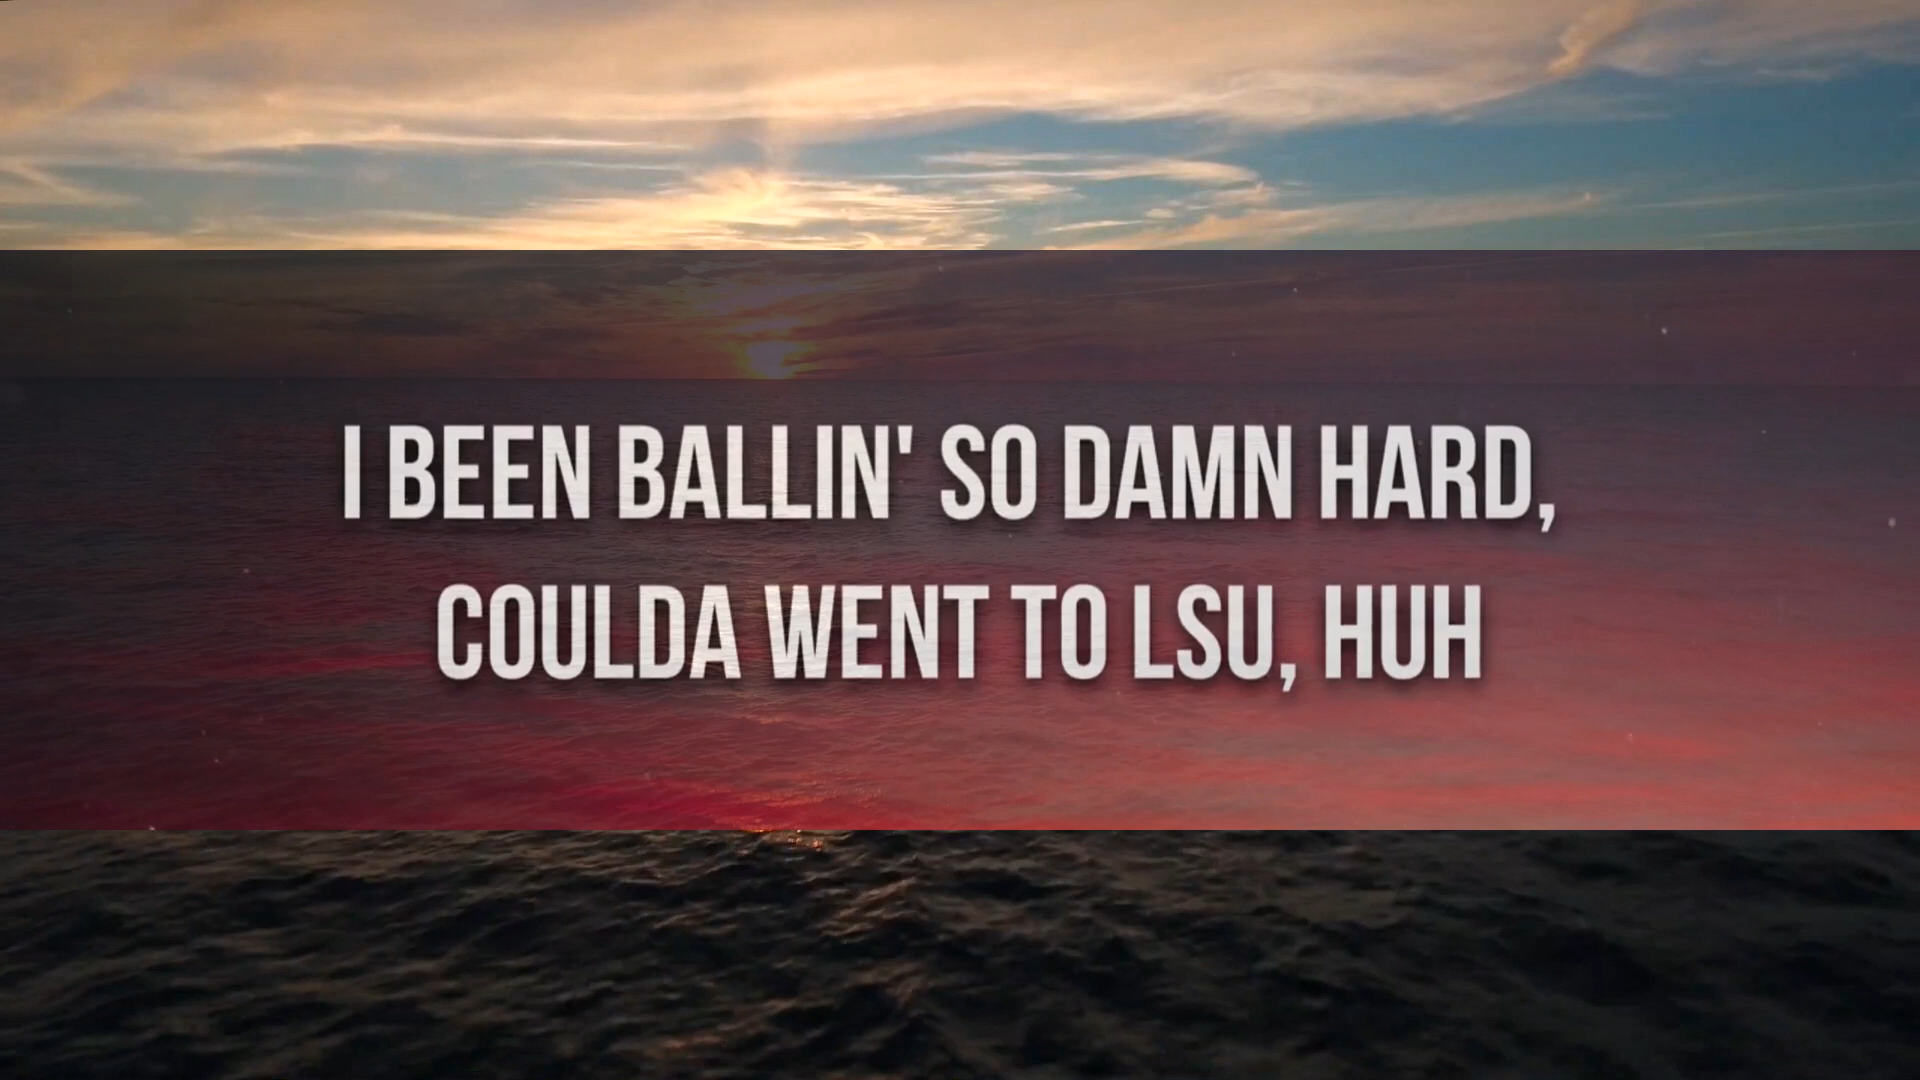 I BEEN BALLIN' SO DAMN HARD,
COULDA WENT TO LSU, HUH